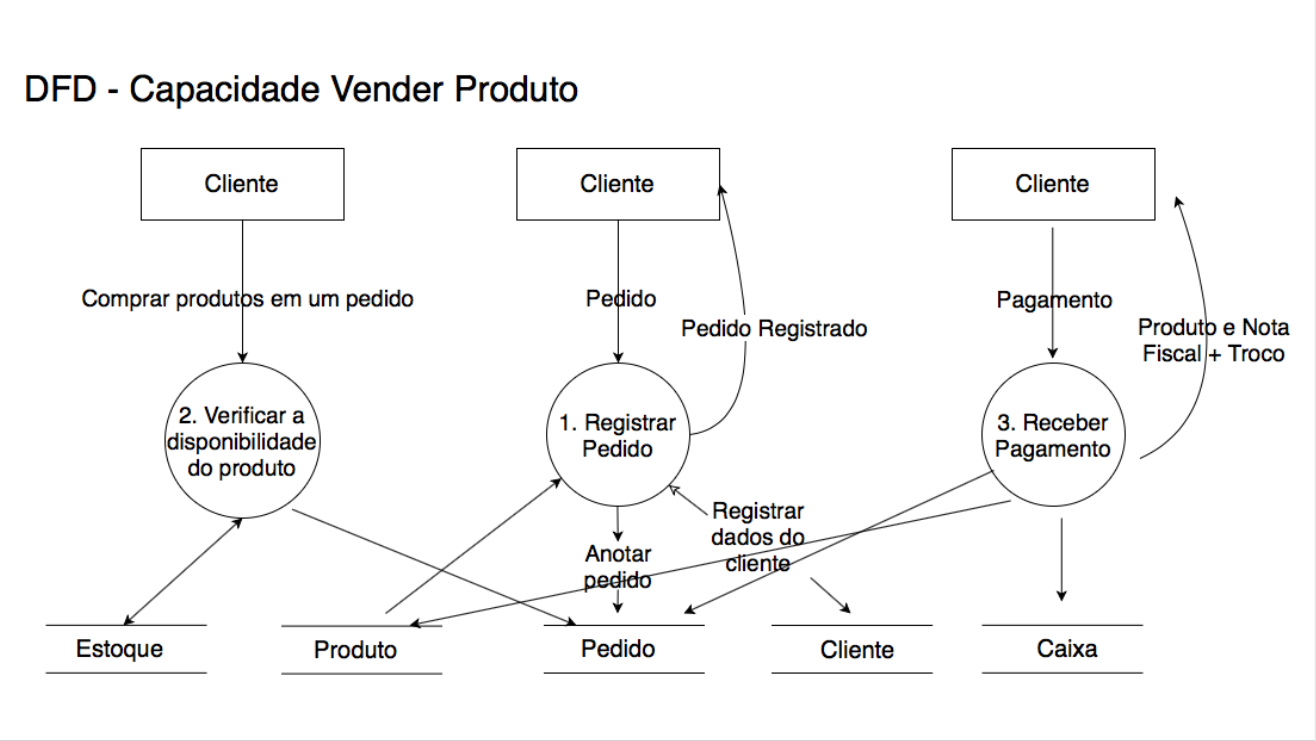 DFD - Capacidade Vender Produto
Cliente
Cliente
Cliente
Comprar produtos em um pedido
Pedido
Pagamento
Pedido Registrado
Produto e Nota
Fiscal + Troco
2. Verificar a
disponibilidade
do produto
1. Registrar
Pedido
3. Receber
Pagamento
Registrar
dados do
cliente
Anotar
pedido
Estoque
Produto
Pedido
Cliente
Caixa